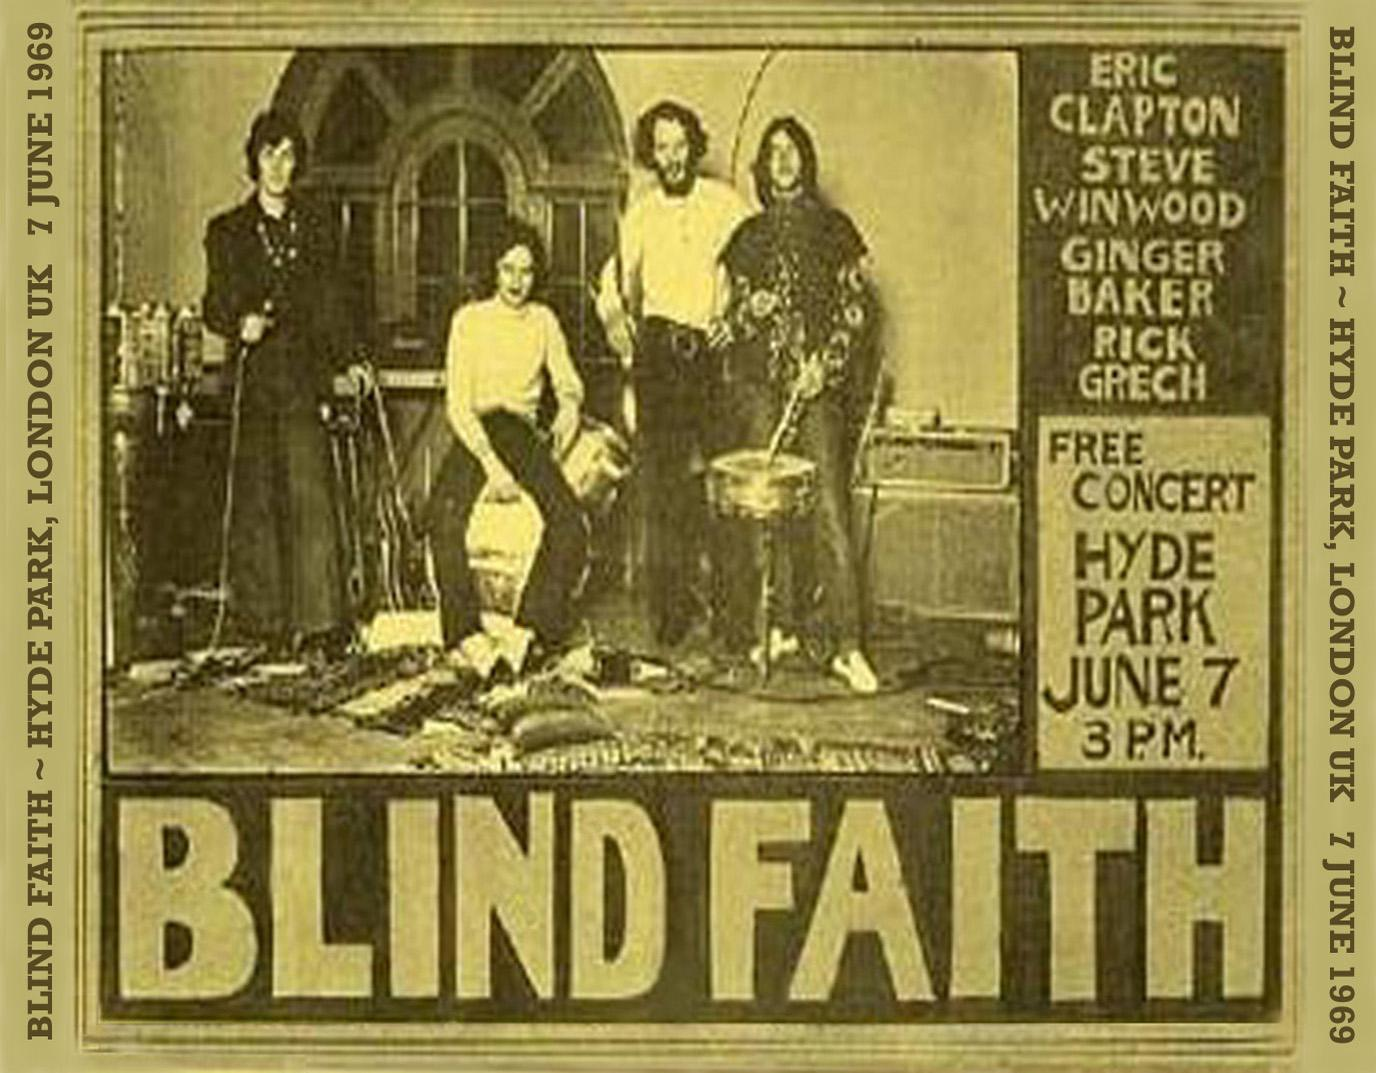 BLIND FAITH ~ HYDE PARK, LONDON UK 7 JUNE 1969
ERIC
CLAPTON
STEVE
WINWOOD
GINGER
BAKER
RICK
GRECH
FREE
CONCERT
HYDE
PARK
JUNE 7
3 P.M.
BLIND FAITH
BLIND FAITH ~ HYDE PARK, LONDON UK 7 JUNE 1969